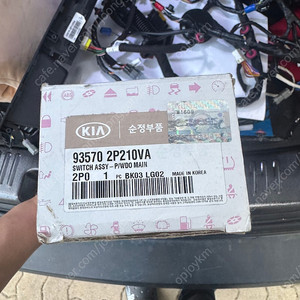 KIA 순정부품
93570 2P210VA
SWITCH ASSY-P/WDO MAIN
2P0 1 PC BK03 LG02 MADE IN KOREA